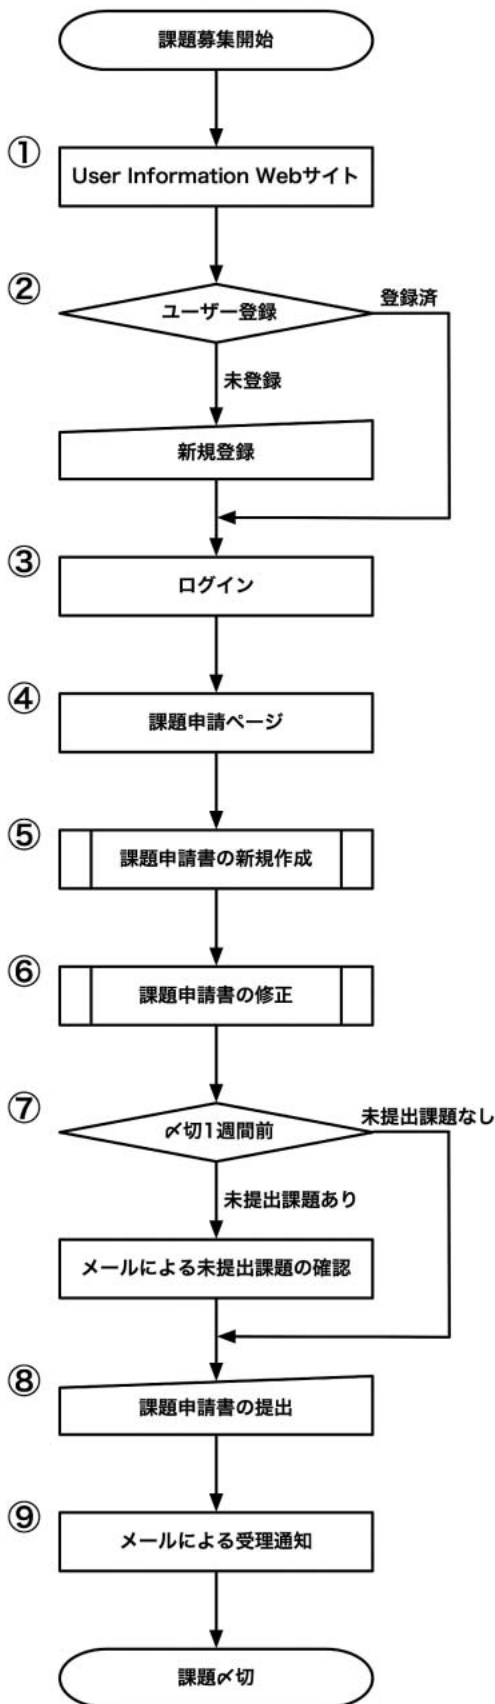 課題募集開始
①
User Information Webサイト
②
ユーザー登録
登録済
未登録
新規登録
③
ログイン
④
課題申請ページ
⑤
課題申請書の新規作成
⑥
課題申請書の修正
⑦
〆切1週間前
未提出課題なし
未提出課題あり
メールによる未提出課題の確認
⑧
課題申請書の提出
⑨
メールによる受理通知
課題〆切